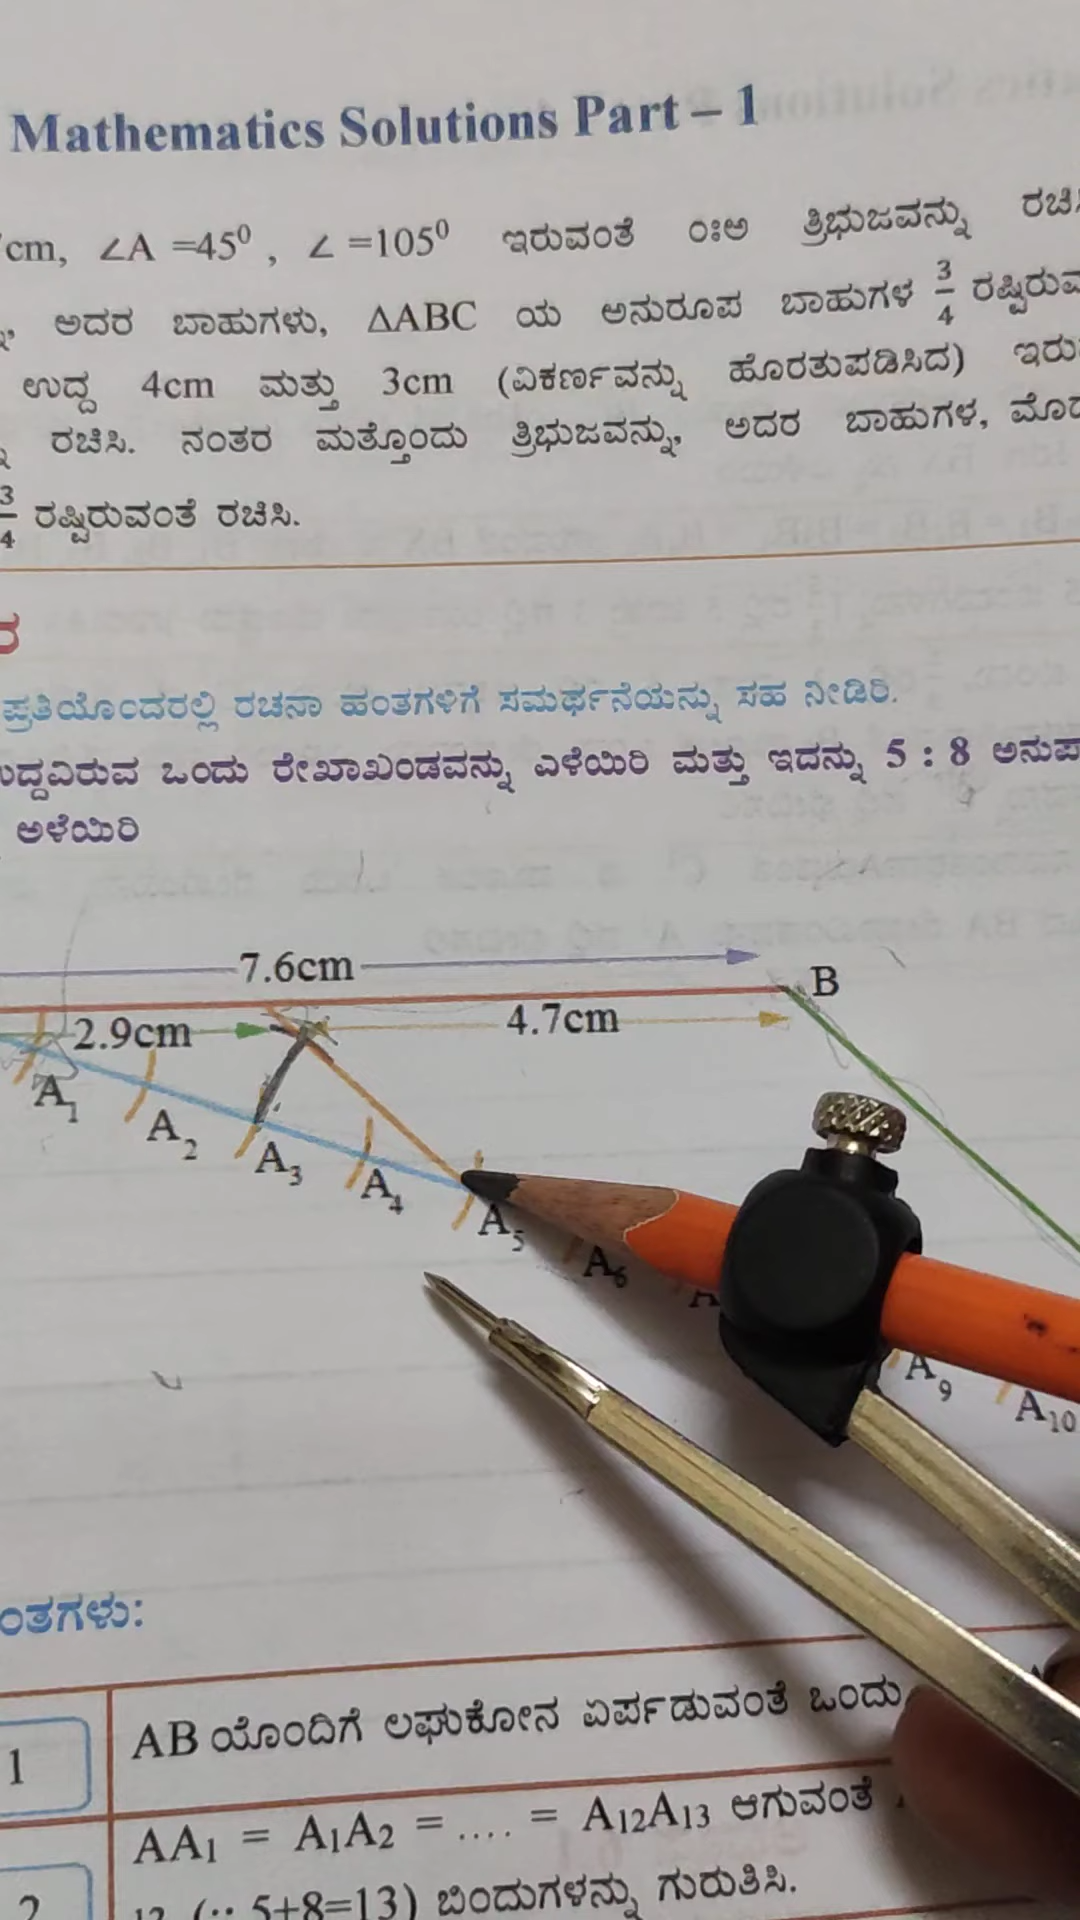 Mathematics Solutions Part – 1
cm, ∠A =45⁰ , ∠ =105⁰ ಇರುವಂತೆ ಂಃಅ ತ್ರಿಭುಜವನ್ನು
ಅದರ ಬಾಹುಗಳು, ΔABC ಯ ಅನುರೂಪ ಬಾಹುಗಳ 3/4
ಉದ್ದ 4cm ಮತ್ತು 3cm (ವಿಕರ್ಣವನ್ನು ಹೊರತುಪಡಿಸಿದ)
ರಚಿಸಿ. ನಂತರ ಮತ್ತೊಂದು ತ್ರಿಭುಜವನ್ನು, ಅದರ ಬಾಹುಗಳ,
3/4 ರಷ್ಟಿರುವಂತೆ ರಚಿಸಿ.
ಪ್ರತಿಯೊಂದರಲ್ಲಿ ರಚನಾ ಹಂತಗಳಿಗೆ ಸಮರ್ಥನೆಯನ್ನು ಸಹ ನೀಡಿರಿ.
ಒಂದು ರೇಖಾಖಂಡವನ್ನು ಎಳೆಯಿರಿ ಮತ್ತು ಇದನ್ನು 5 : 8
ಅಳೆಯಿರಿ
7.6cm
B
2.9cm
4.7cm
A₁
A₂
A₃
A₄
A₅
A₆
A₉
A₁₀
1
AB ಯೊಂದಿಗೆ ಲಘುಕೋನ ಏರ್ಪಡುವಂತೆ ಒಂದು
2
AA₁ = A₁A₂ = .... = A₁₂A₁₃ ಆಗುವಂತೆ
(∵ 5+8=13) ಬಿಂದುಗಳನ್ನು ಗುರುತಿಸಿ.